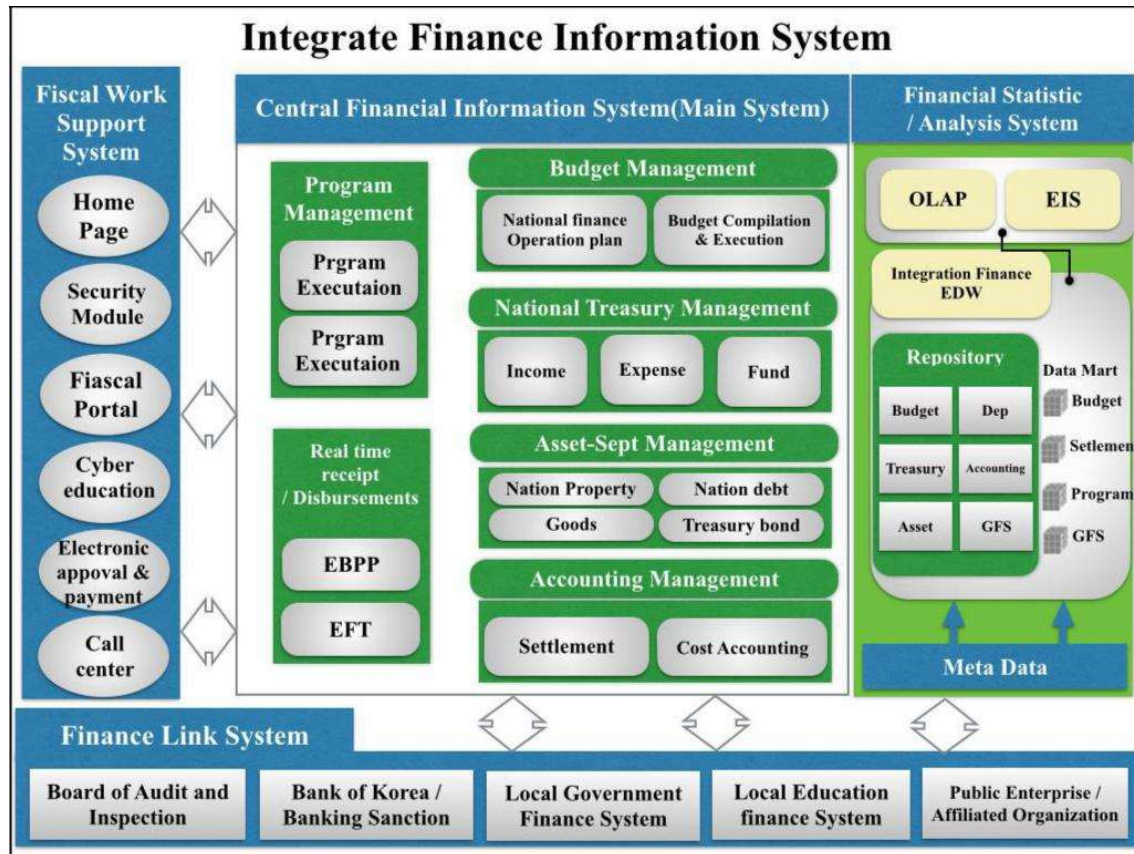 Integrate Finance Information System
Fiscal Work
Support
System
Home
Page
Security
Module
Fiascal
Portal
Cyber
education
Electronic
appoval &
payment
Call
center
Central Financial Information System(Main System)
Program
Management
Prgram
Executaion
Prgram
Executaion
Real time
receipt
/ Disbursements
EBPP
EFT
Budget Management
National finance
Operation plan
Budget Compilation
& Execution
National Treasury Management
Income
Expense
Fund
Asset-Sept Management
Nation Property
Nation debt
Goods
Treasury bond
Accounting Management
Settlement
Cost Accounting
Financial Statistic
/ Analysis System
OLAP
EIS
Integration Finance
EDW
Repository
Budget
Dep
Treasury
Accounting
Asset
GFS
Data Mart
Budget
Setlemen
Program
GFS
Meta Data
Finance Link System
Board of Audit and
Inspection
Bank of Korea /
Banking Sanction
Local Government
Finance System
Local Education
finance System
Public Enterprise /
Affiliated Organization